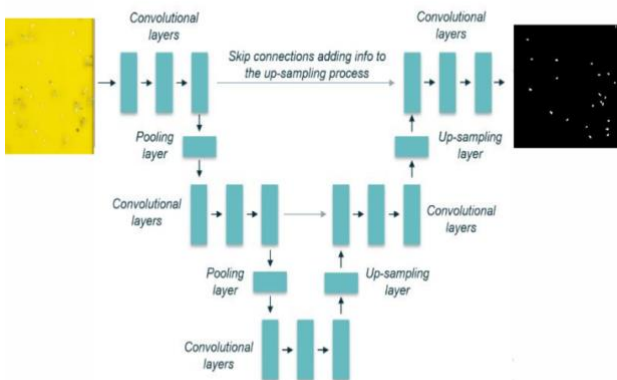 Convolutional
layers
Skip connections adding info to
the up-sampling process
Convolutional
layers
Pooling
layer
Up-sampling
layer
Convolutional
layers
Convolutional
layers
Pooling
layer
Up-sampling
layer
Convolutional
layers